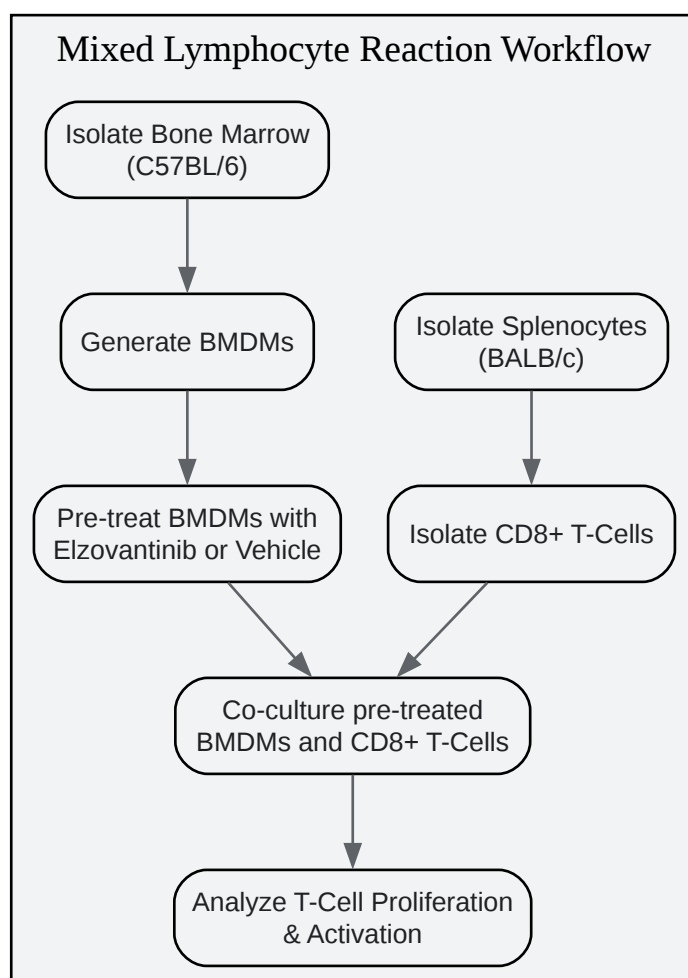 Mixed Lymphocyte Reaction Workflow
Isolate Bone Marrow
(C57BL/6)
Generate BMDMs
Isolate Splenocytes
(BALB/c)
Pre-treat BMDMs with
Elzovantinib or Vehicle
Isolate CD8+ T-Cells
Co-culture pre-treated
BMDMs and CD8+ T-Cells
Analyze T-Cell Proliferation
& Activation